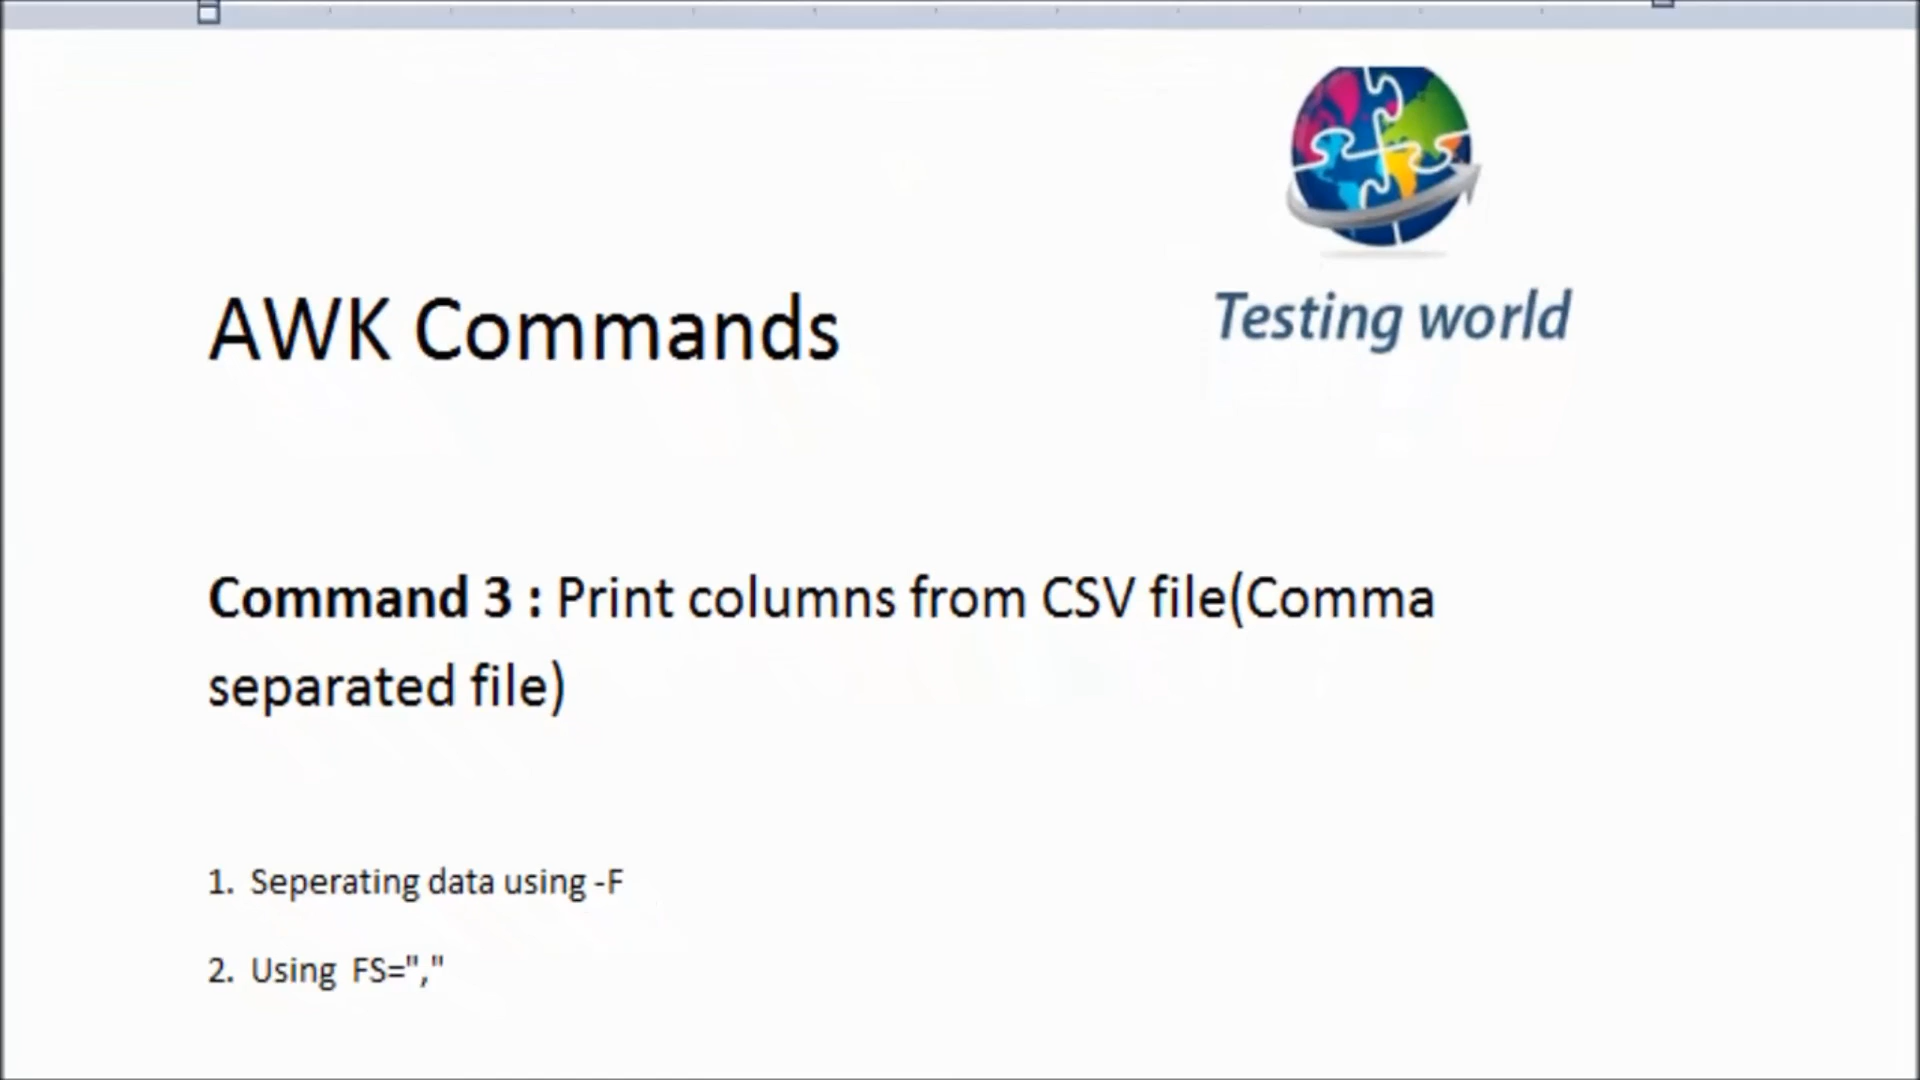 Testing world
AWK Commands
Command 3 : Print columns from CSV file(Comma
separated file)
1. Seperating data using -F
2. Using FS=","